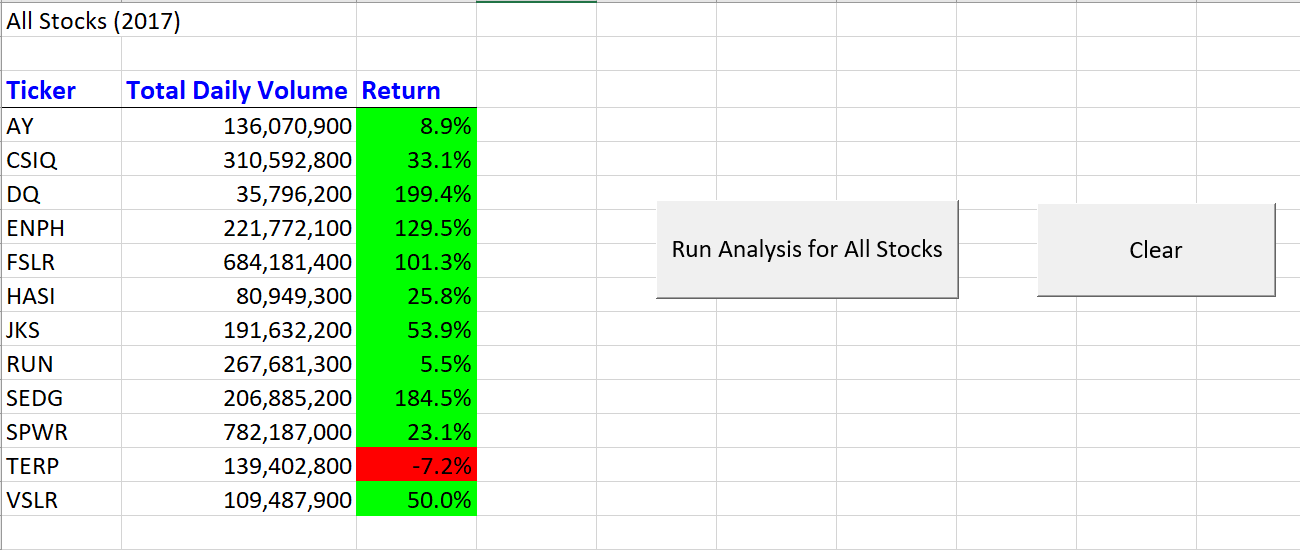 All Stocks (2017)
Ticker Total Daily Volume Return
AY 136,070,900 8.9%
CSIQ 310,592,800 33.1%
DQ 35,796,200 199.4%
ENPH 221,772,100 129.5%
FSLR 684,181,400 101.3%
HASI 80,949,300 25.8%
JKS 191,632,200 53.9%
RUN 267,681,300 5.5%
SEDG 206,885,200 184.5%
SPWR 782,187,000 23.1%
TERP 139,402,800 -7.2%
VSLR 109,487,900 50.0%
Run Analysis for All Stocks
Clear